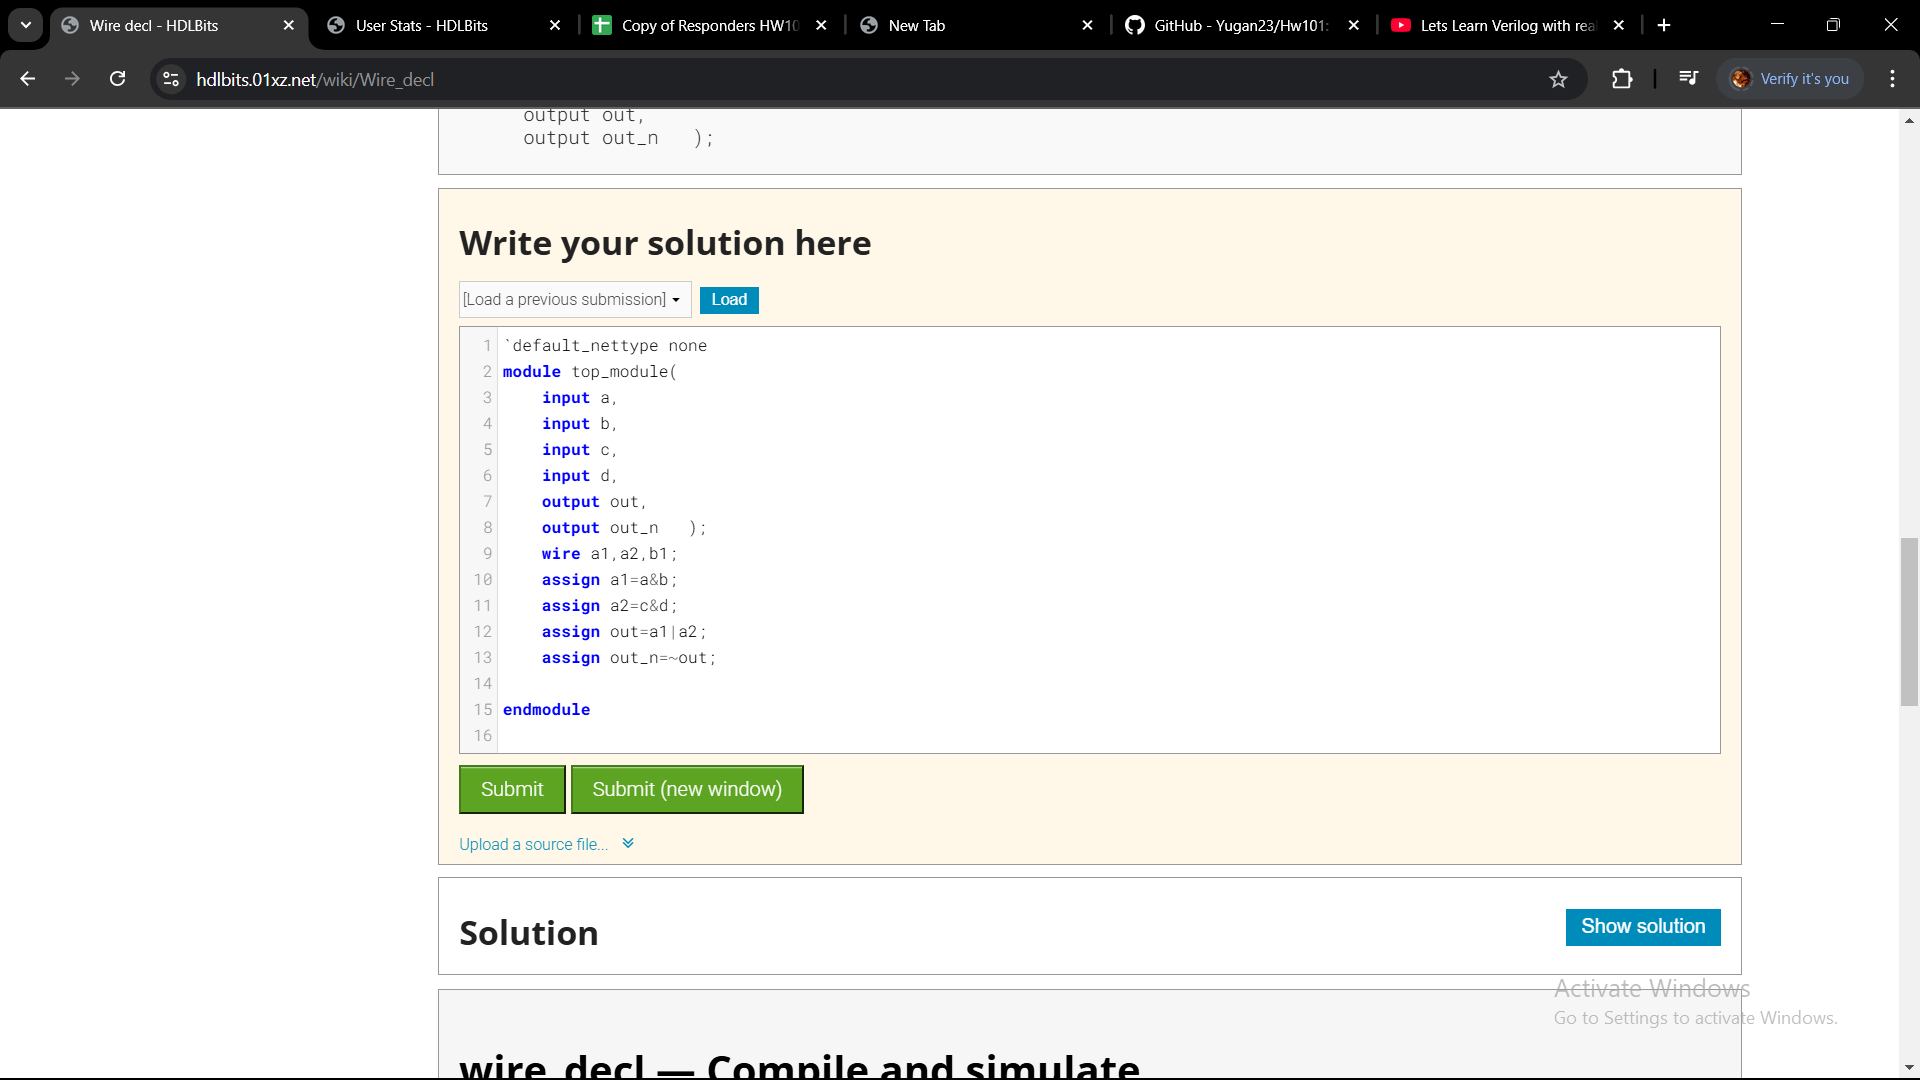 Wire decl - HDLBits
User Stats - HDLBits
Copy of Responders HW10
New Tab
GitHub - Yugan23/Hw101:
Lets Learn Verilog with rea
hdlbits.01xz.net/wiki/Wire_decl
Verify it's you
output out,
output out_n );
Write your solution here
[Load a previous submission]
Load
1 `default_nettype none
2 module top_module(
3 input a,
4 input b,
5 input c,
6 input d,
7 output out,
8 output out_n );
9 wire a1,a2,b1;
10 assign a1=a&b;
11 assign a2=c&d;
12 assign out=a1|a2;
13 assign out_n=~out;
14
15 endmodule
16
Submit
Submit (new window)
Upload a source file...
Solution
Show solution
Activate Windows
Go to Settings to activate Windows.
wire_decl — Compile and simulate